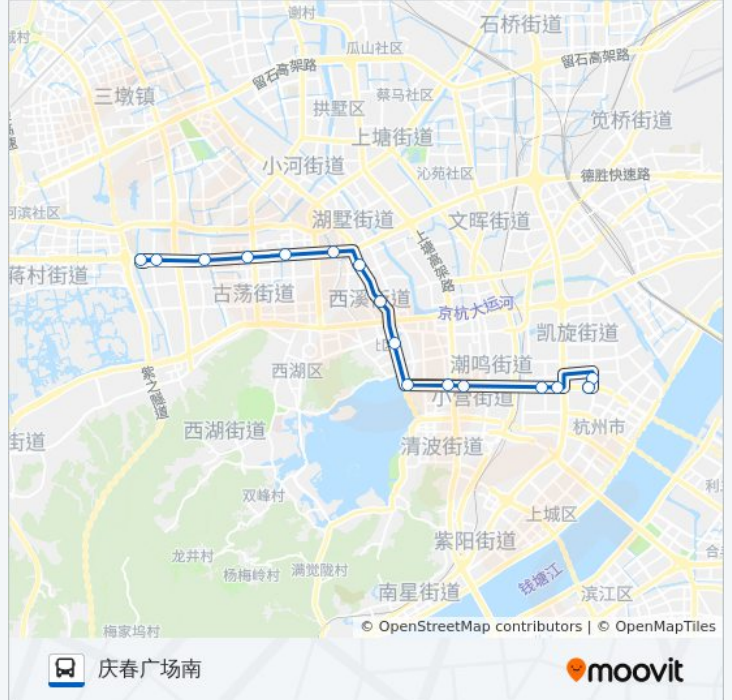 谢村
石桥街道
瓜山社区
留石高架路
留石高架路
三墩镇
蔡马社区
拱墅区
笕桥街道
上塘街道
小河街道
沁苑社区
德胜快速路
湖墅街道
文晖街道
上塘高架路
蒋村街道
古荡街道
西溪街道
京杭大运河
凯旋街道
潮鸣街道
西湖区
紫之隧道
小营街道
西湖街道
杭州市
街道
清波街道
双峰村
上城区
紫阳街道
龙井村
杨梅岭村
满觉陇村
钱塘江
南星街道
滨江区
梅家坞村
© OpenStreetMap contributors | © OpenMapTiles
庆春广场南
moovit